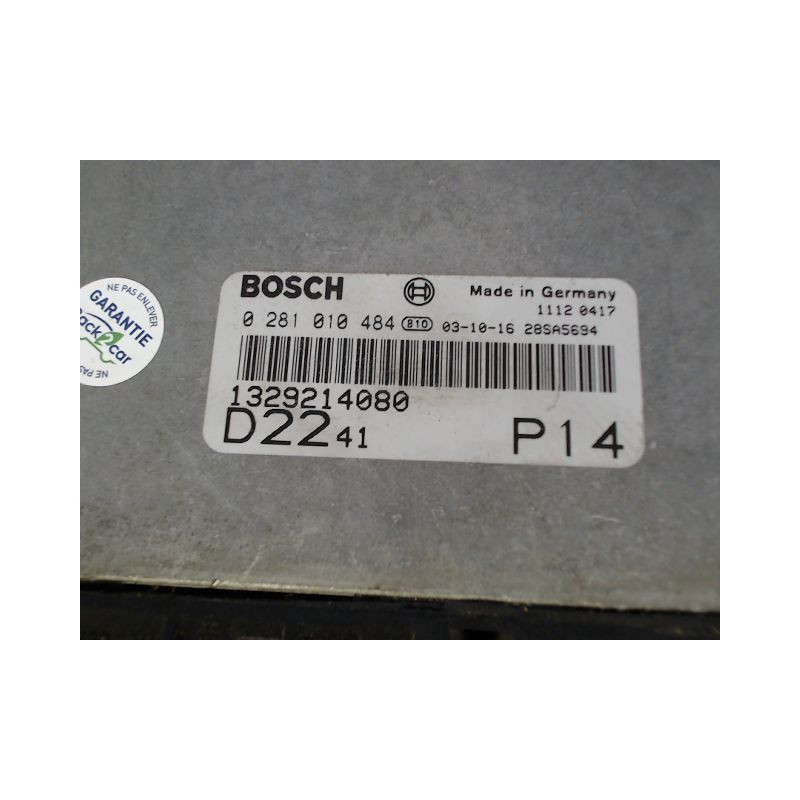 BOSCH
Made in Germany
1112 0417
0 281 010 484 810 03-10-16 28SA5694
1329214080
D22 41
P14
NE PAS ENLEVER
GARANTIE
Back2car
NE PAS